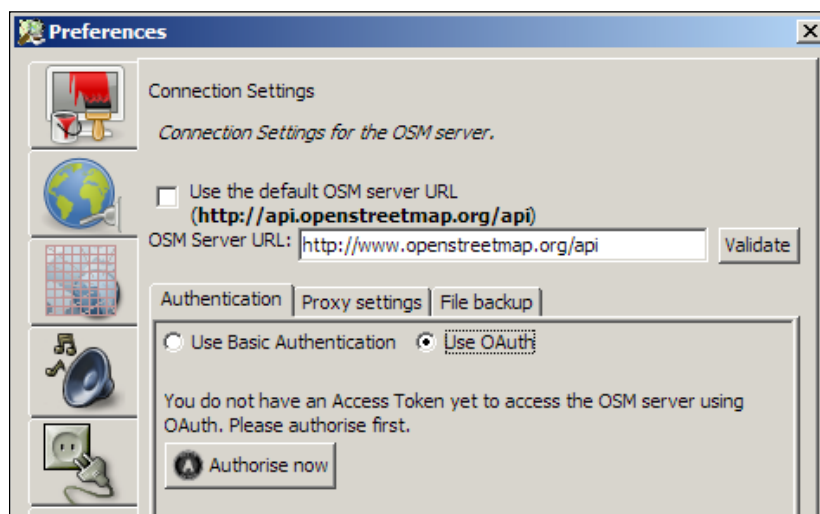 Preferences
Connection Settings
Connection Settings for the OSM server.
Use the default OSM server URL
(http://api.openstreetmap.org/api)
OSM Server URL: http://www.openstreetmap.org/api Validate
Authentication Proxy settings File backup
Use Basic Authentication Use OAuth
You do not have an Access Token yet to access the OSM server using
OAuth. Please authorise first.
Authorise now